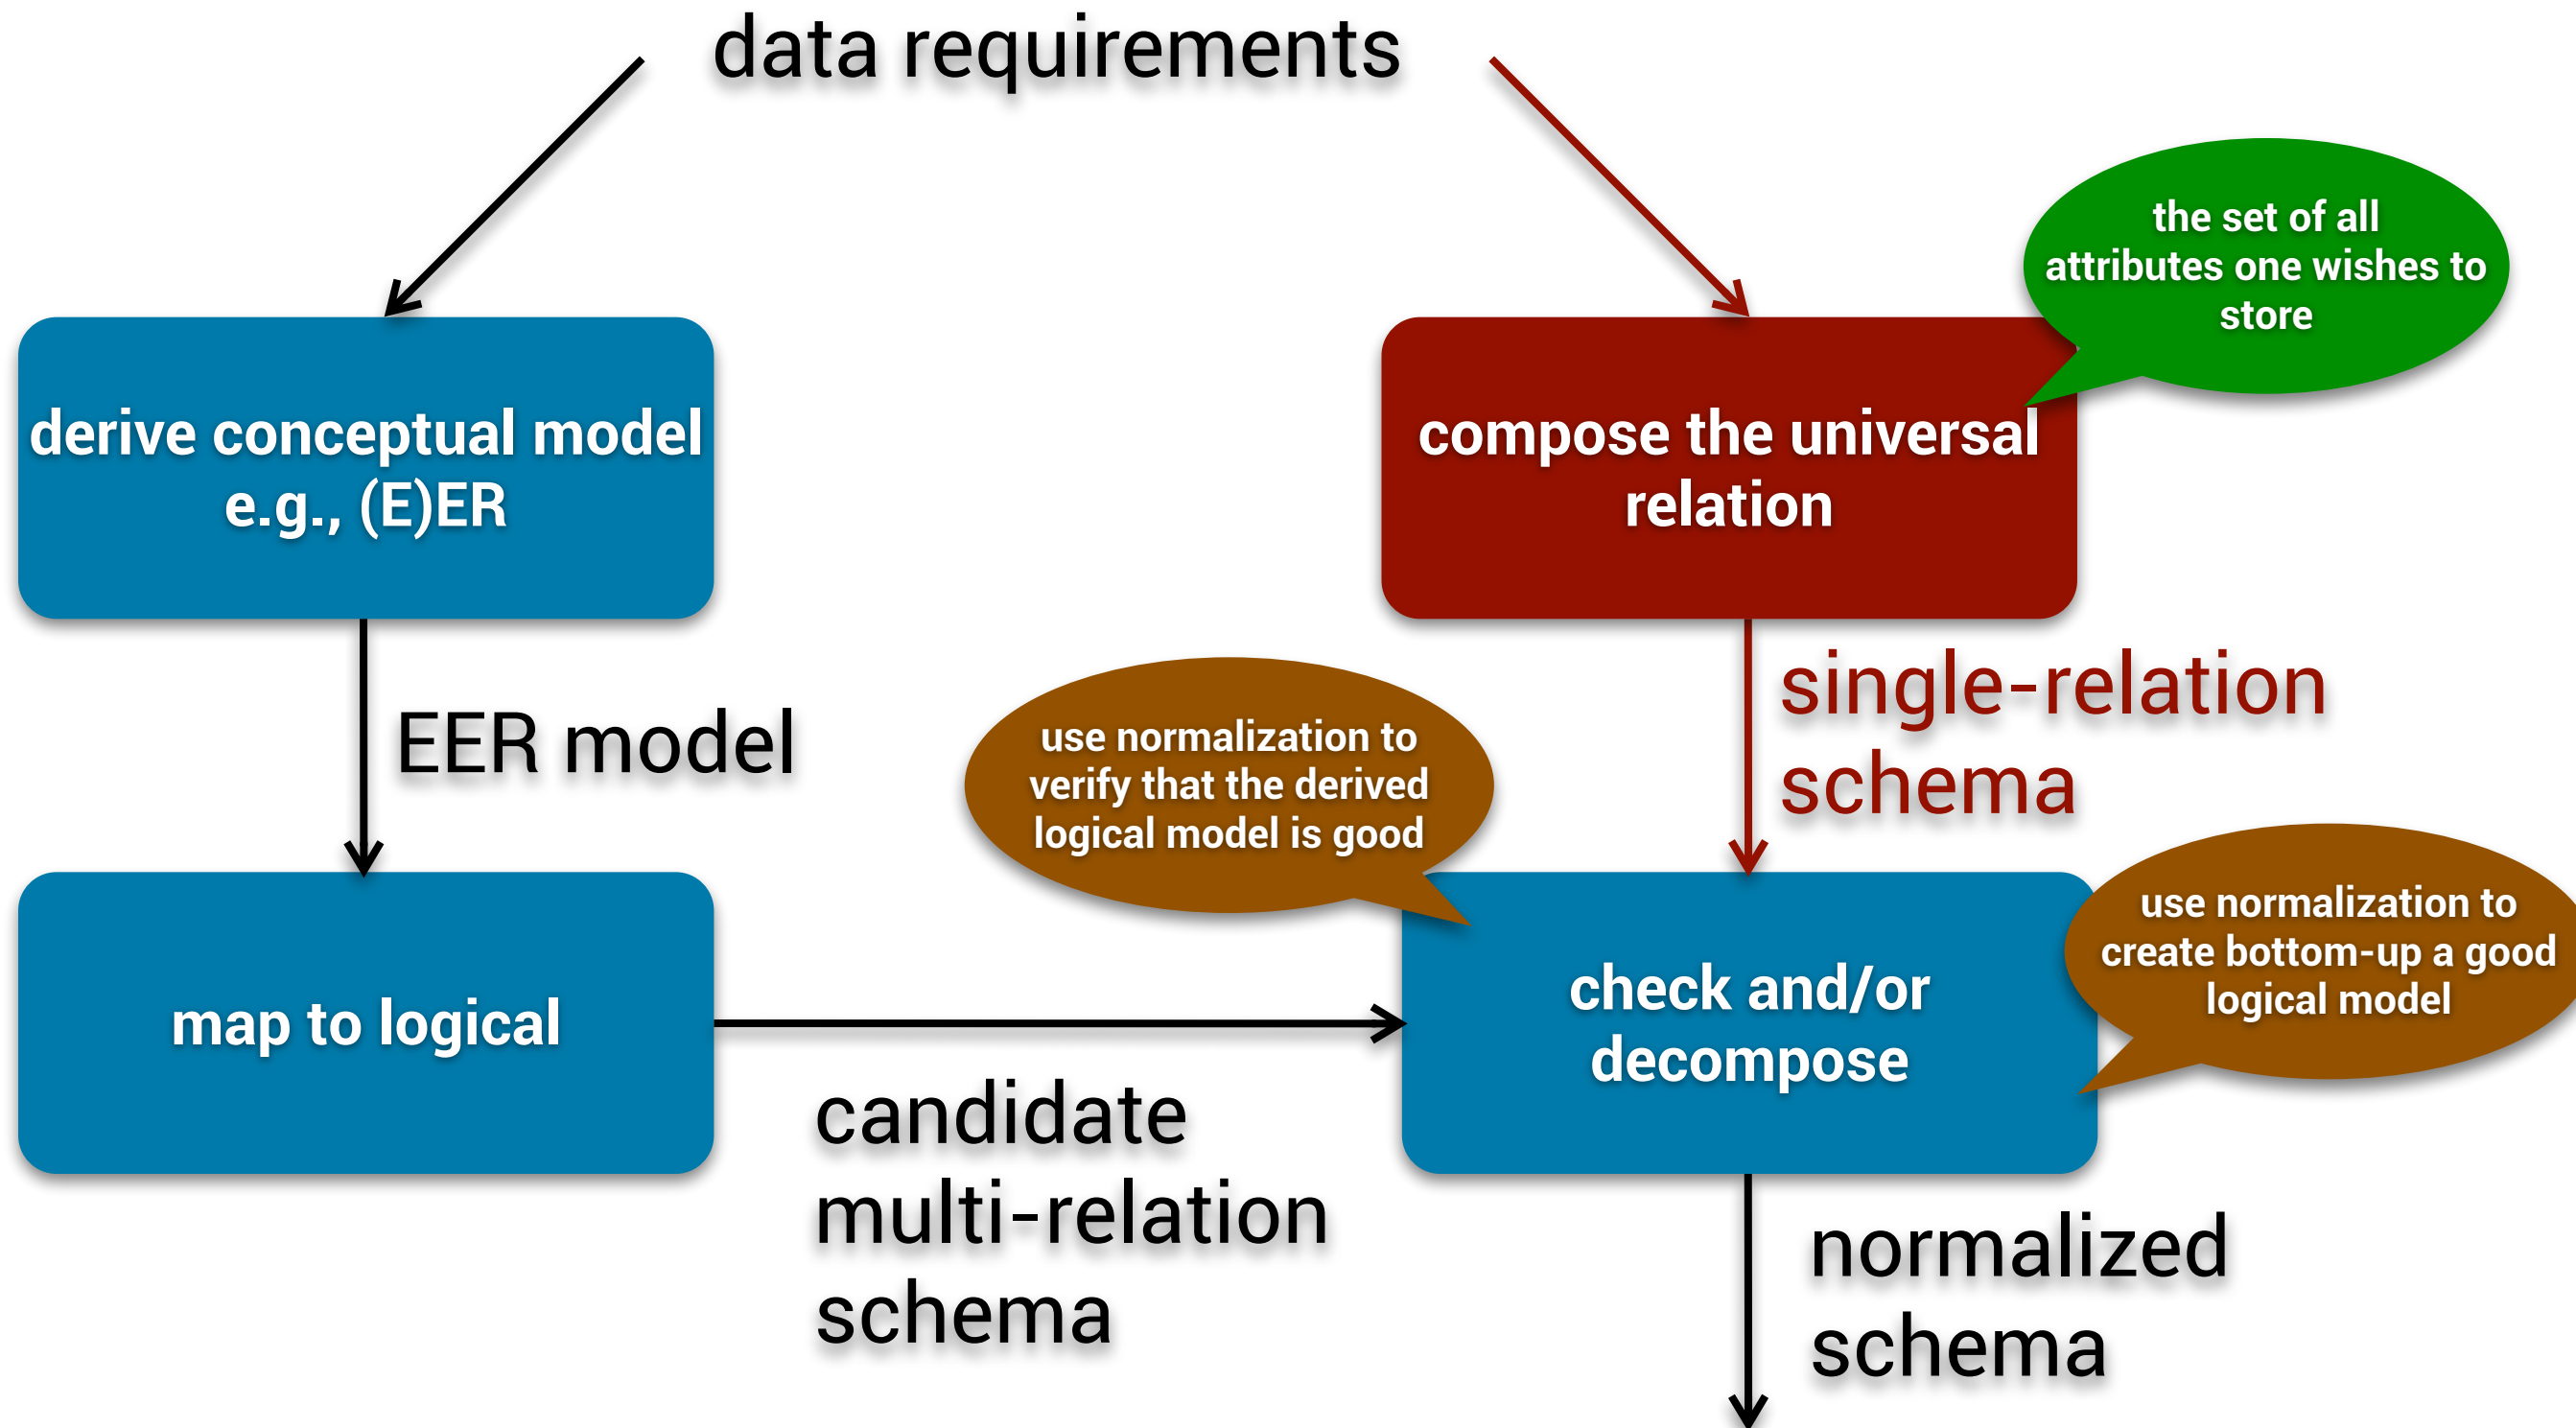 data requirements
the set of all
attributes one wishes to
store
derive conceptual model
e.g., (E)ER
compose the universal
relation
EER model
single-relation
schema
use normalization to
verify that the derived
logical model is good
use normalization to
create bottom-up a good
logical model
map to logical
check and/or
decompose
candidate
multi-relation
schema
normalized
schema